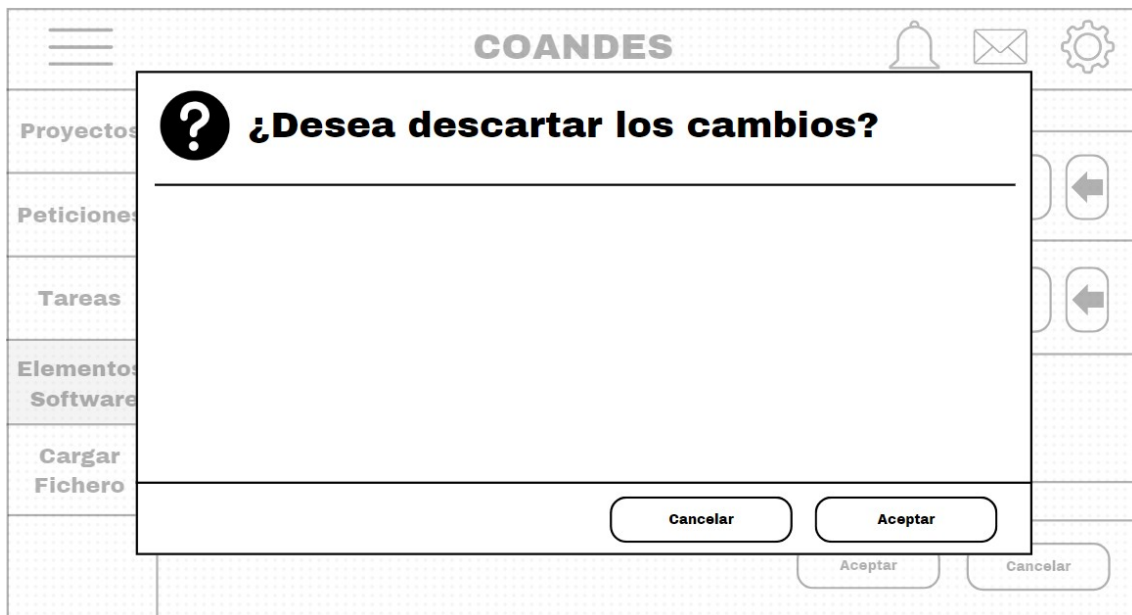 COANDES
Proyectos
Peticiones
Tareas
Elementos
Software
Cargar
Fichero
¿Desea descartar los cambios?
Cancelar Aceptar
Aceptar Cancelar